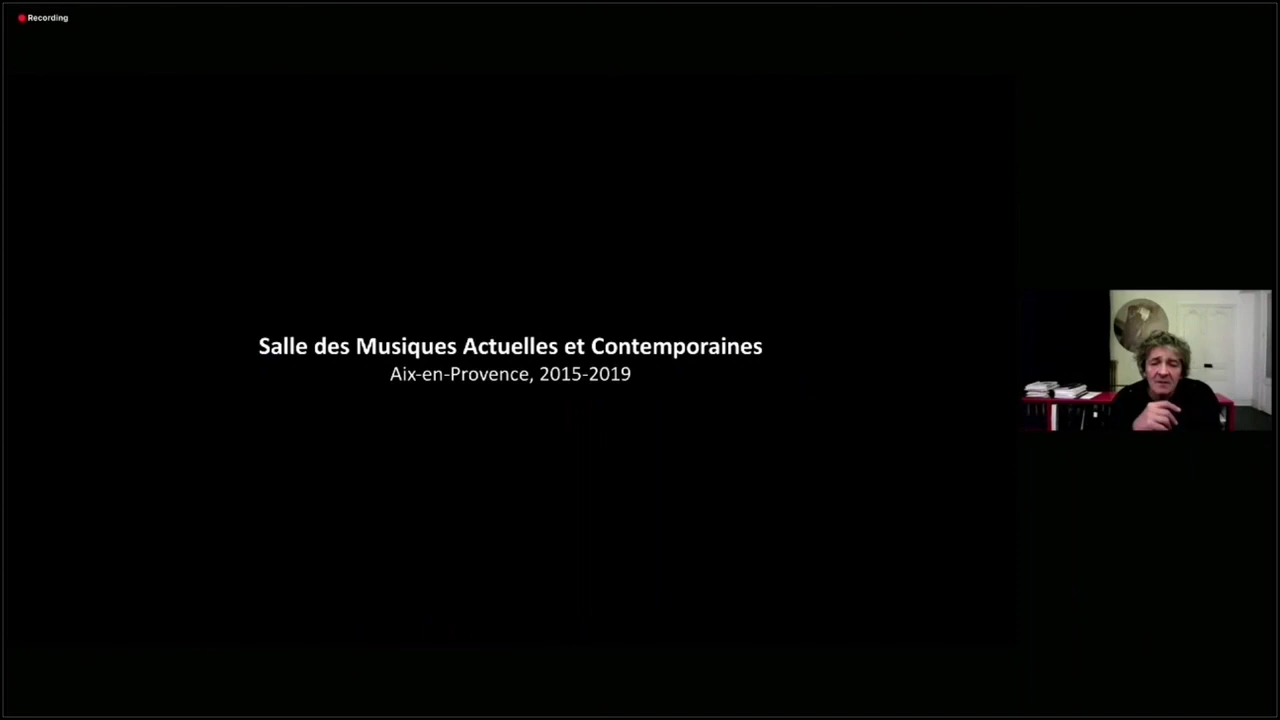 Recording
Salle des Musiques Actuelles et Contemporaines
Aix-en-Provence, 2015-2019